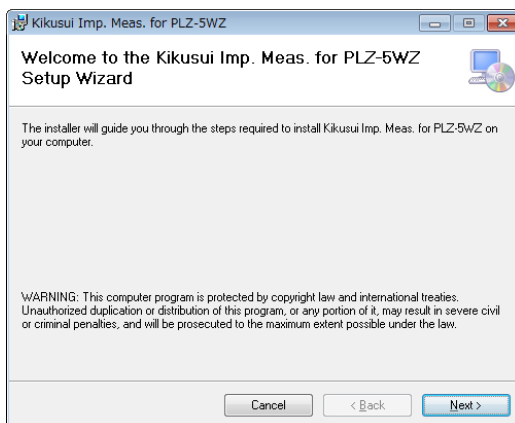 Kikusui Imp. Meas. for PLZ-5WZ
Welcome to the Kikusui Imp. Meas. for PLZ-5WZ
Setup Wizard
The installer will guide you through the steps required to install Kikusui Imp. Meas. for PLZ-5WZ on
your computer.
WARNING: This computer program is protected by copyright law and international treaties.
Unauthorized duplication or distribution of this program, or any portion of it, may result in severe civil
or criminal penalties, and will be prosecuted to the maximum extent possible under the law.
Cancel < Back Next >